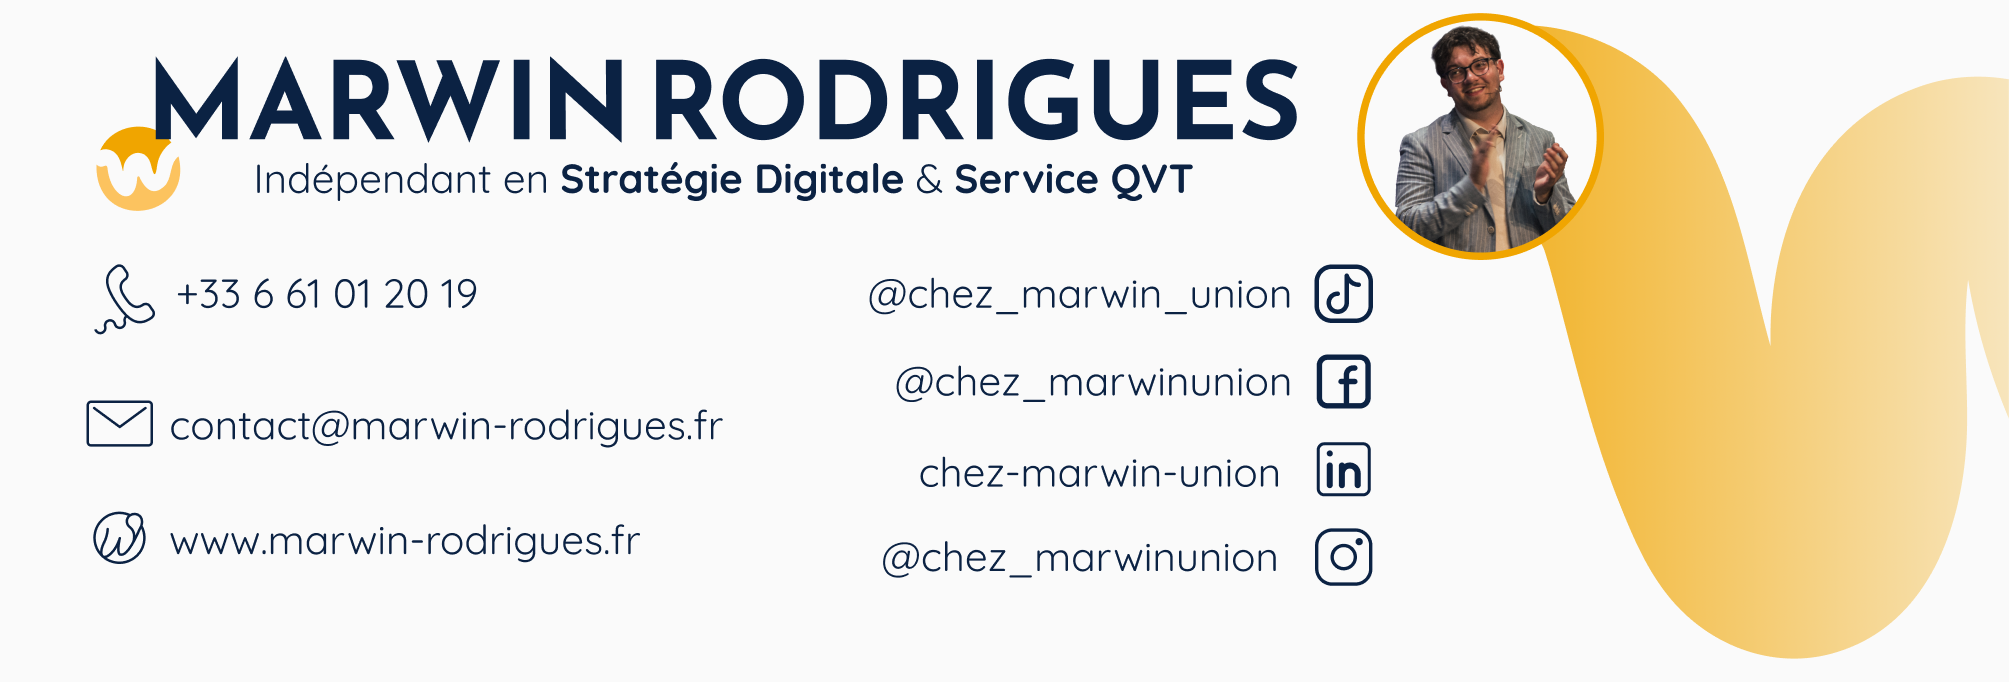 MARWIN RODRIGUES
Indépendant en Stratégie Digitale & Service QVT
+33 6 61 01 20 19
contact@marwin-rodrigues.fr
www.marwin-rodrigues.fr
@chez_marwin_union
@chez_marwinunion
chez-marwin-union
@chez_marwinunion